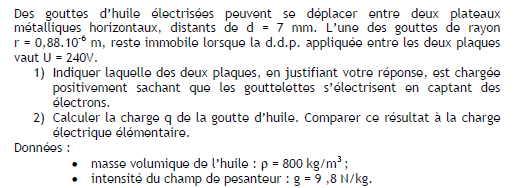 Des gouttes d’huile électrisées peuvent se déplacer entre deux plateaux
métalliques horizontaux, distants de d = 7 mm. L’une des gouttes de rayon
r = 0,88.10⁻⁶ m, reste immobile lorsque la d.d.p. appliquée entre les deux plaques
vaut U = 240V.
1) Indiquer laquelle des deux plaques, en justifiant votre réponse, est chargée
positivement sachant que les gouttelettes s’électrisent en captant des
électrons.
2) Calculer la charge q de la goutte d’huile. Comparer ce résultat à la charge
électrique élémentaire.
Données :
• masse volumique de l’huile : ρ = 800 kg/m³ ;
• intensité du champ de pesanteur : g = 9 ,8 N/kg.